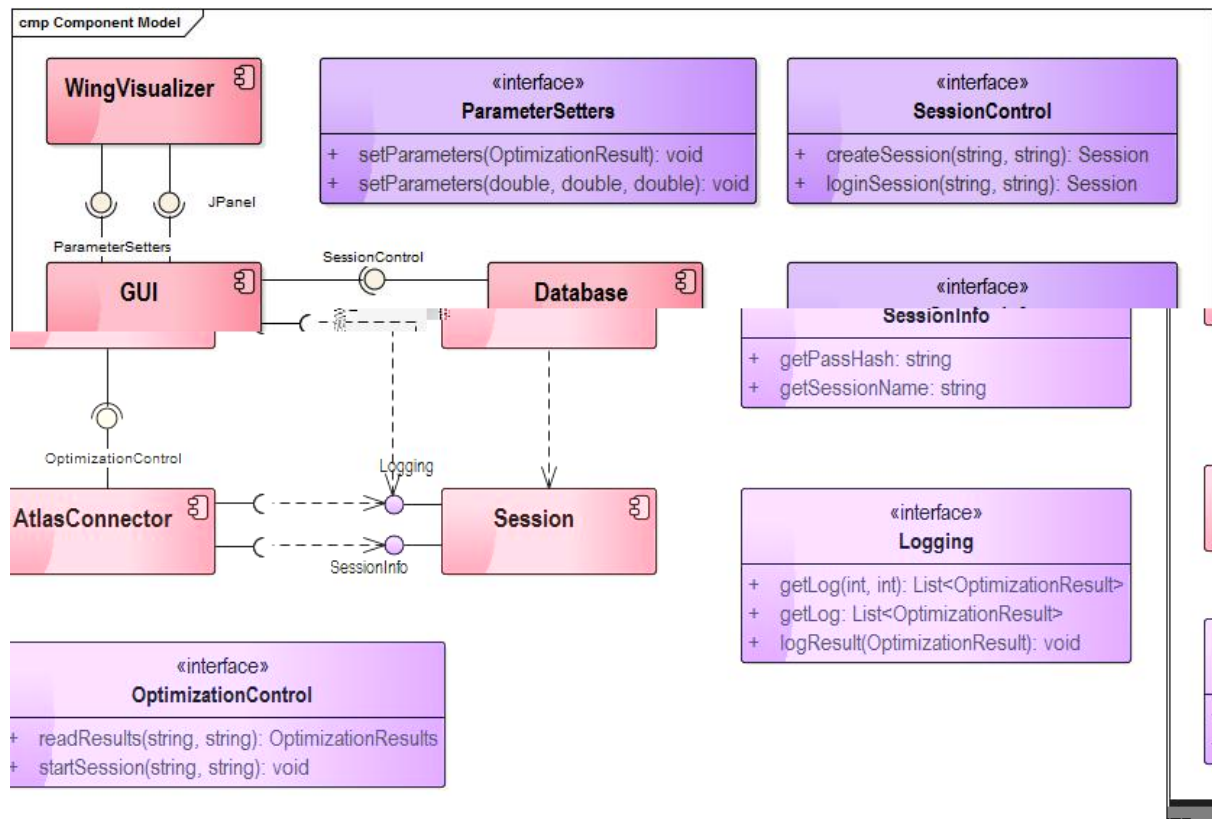 cmp Component Model
WingVisualizer
«interface»
ParameterSetters
+ setParameters(OptimizationResult): void
+ setParameters(double, double, double): void
«interface»
SessionControl
+ createSession(string, string): Session
+ loginSession(string, string): Session
JPanel
ParameterSetters
GUI
SessionControl
Database
«interface»
SessionInfo
+ getPassHash: string
+ getSessionName: string
OptimizationControl
Logging
AtlasConnector
Session
SessionInfo
«interface»
Logging
+ getLog(int, int): List<OptimizationResult>
+ getLog: List<OptimizationResult>
+ logResult(OptimizationResult): void
«interface»
OptimizationControl
+ readResults(string, string): OptimizationResults
+ startSession(string, string): void